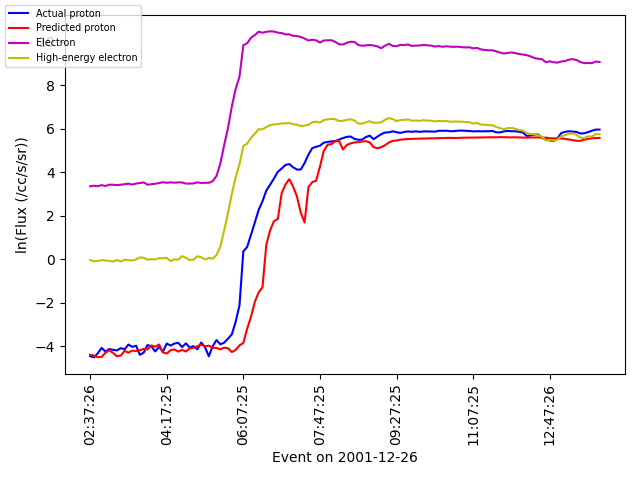 Actual proton
Predicted proton
Electron
High-energy electron
10
8
6
4
2
0
−2
−4
ln(Flux (/cc/s/sr))
02:37:26
04:17:25
06:07:25
07:47:25
09:27:25
11:07:25
12:47:26
Event on 2001-12-26